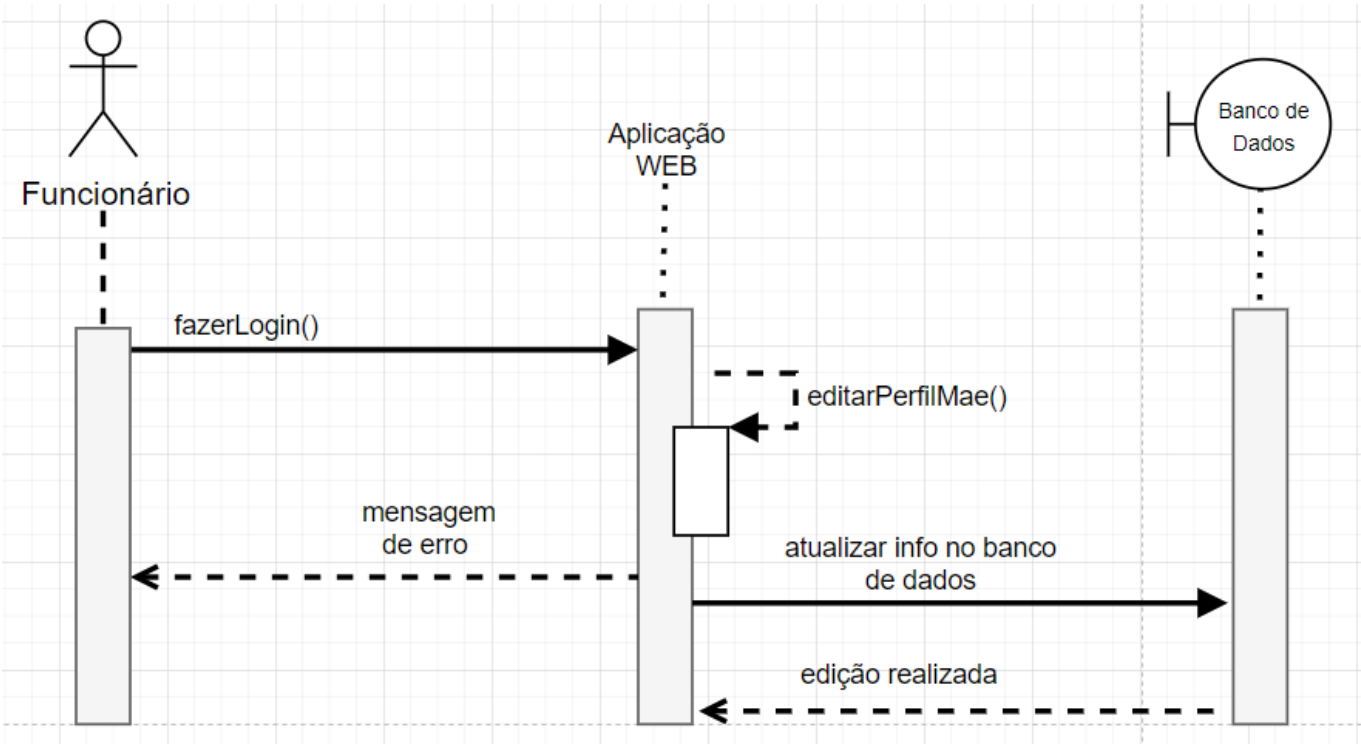 Banco de
Dados
Aplicação
WEB
Funcionário
fazerLogin()
editarPerfilMae()
mensagem
de erro
atualizar info no banco
de dados
edição realizada